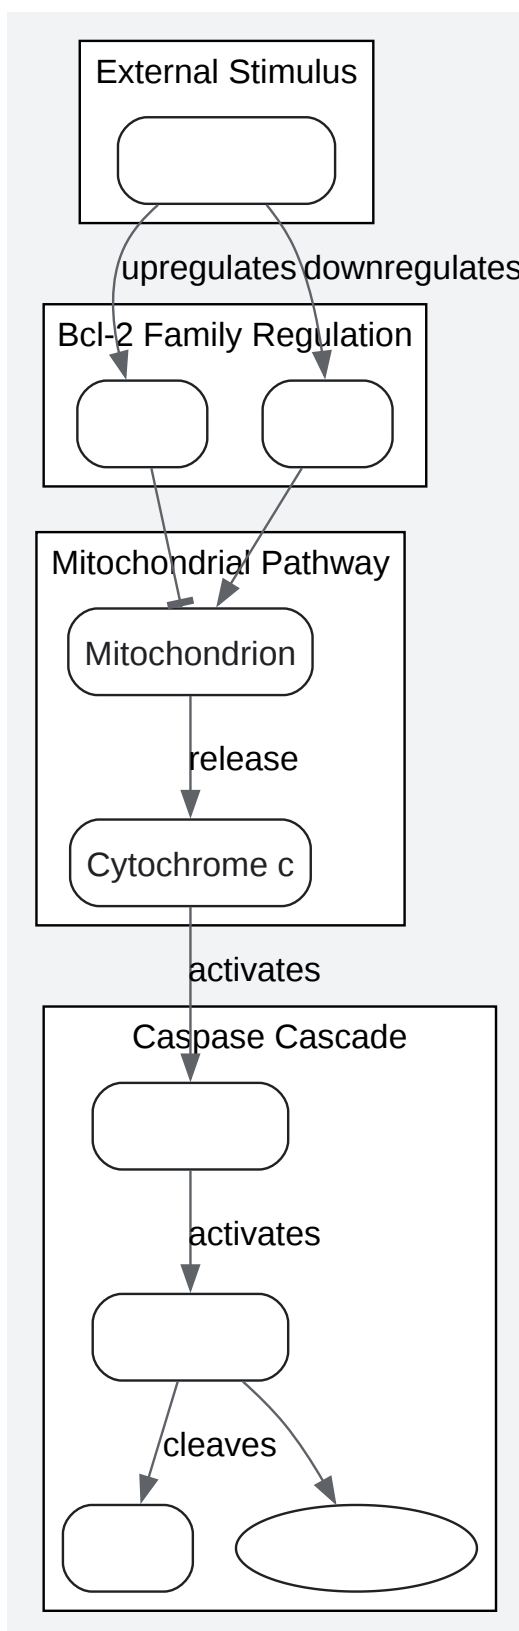 External Stimulus
upregulates
downregulates
Bcl-2 Family Regulation
Mitochondrial Pathway
Mitochondrion
release
Cytochrome c
activates
Caspase Cascade
activates
cleaves